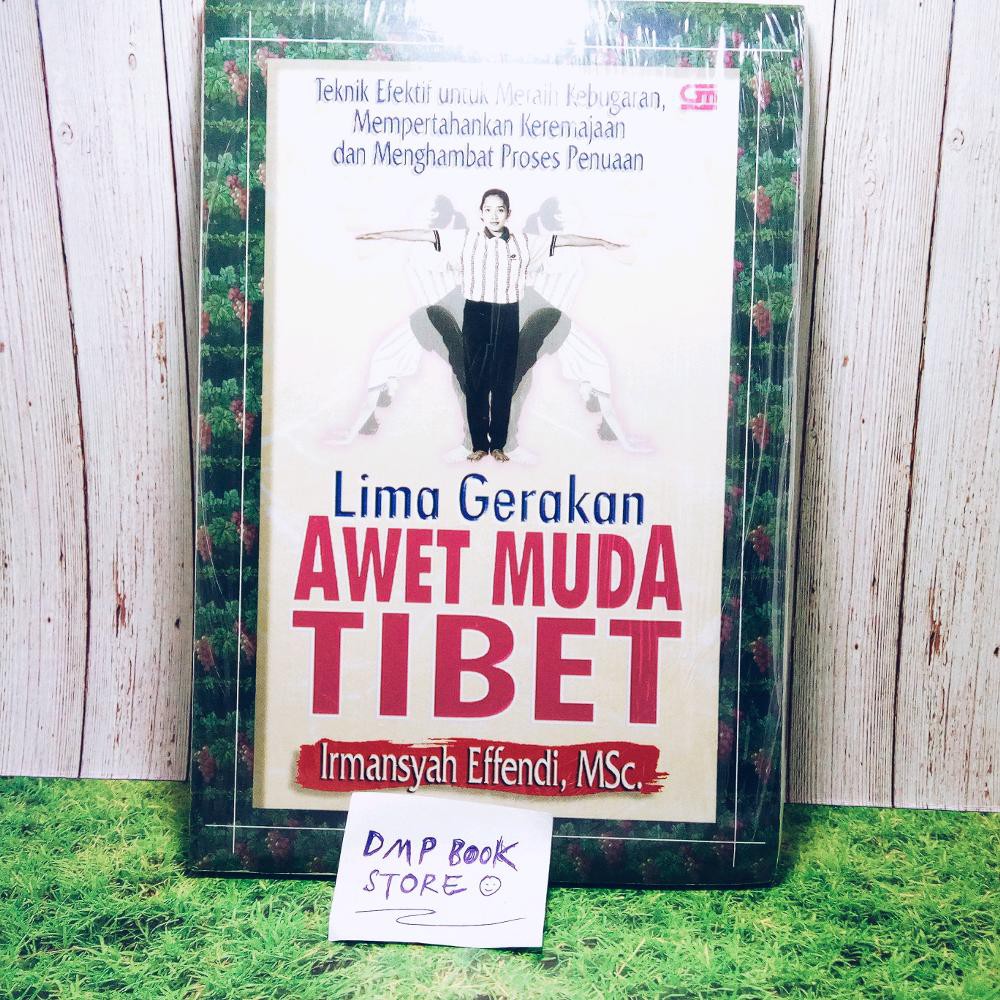 Teknik Efektif untuk Meraih Kebugaran,
Mempertahankan Keremajaan
dan Menghambat Proses Penuaan
Lima Gerakan
AWET MUDA
TIBET
Irmansyah Effendi, MSc.
DMP BOOK
STORE